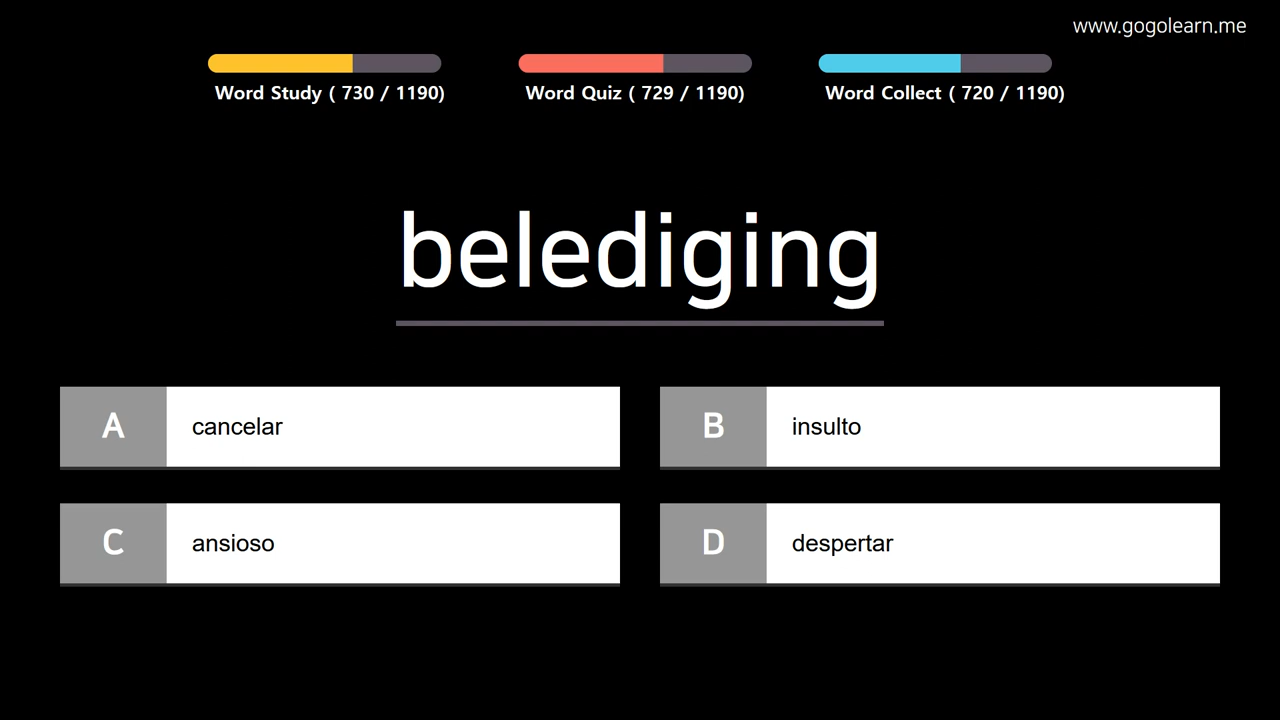 www.gogolearn.me
Word Study ( 730 / 1190)
Word Quiz ( 729 / 1190)
Word Collect ( 720 / 1190)
belediging
A
cancelar
B
insulto
C
ansioso
D
despertar